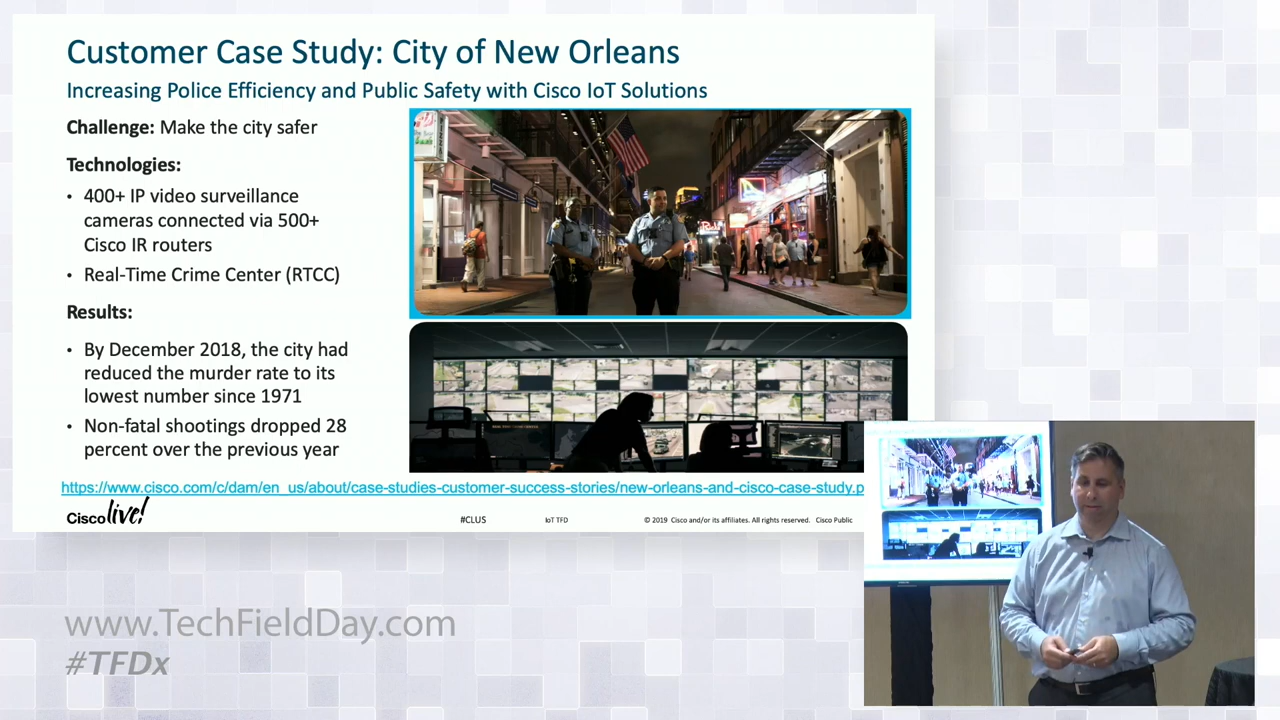 Customer Case Study: City of New Orleans
Increasing Police Efficiency and Public Safety with Cisco IoT Solutions
Challenge: Make the city safer
Technologies:
• 400+ IP video surveillance
cameras connected via 500+
Cisco IR routers
• Real-Time Crime Center (RTCC)
Results:
• By December 2018, the city had
reduced the murder rate to its
lowest number since 1971
• Non-fatal shootings dropped 28
percent over the previous year
https://www.cisco.com/c/dam/en_us/about/case-studies-customer-success-stories/new-orleans-and-cisco-case-study.p
Cisco live!
#CLUS
IoT TFD
© 2019 Cisco and/or its affiliates. All rights reserved. Cisco Public
www.TechFieldDay.com
#TFDx